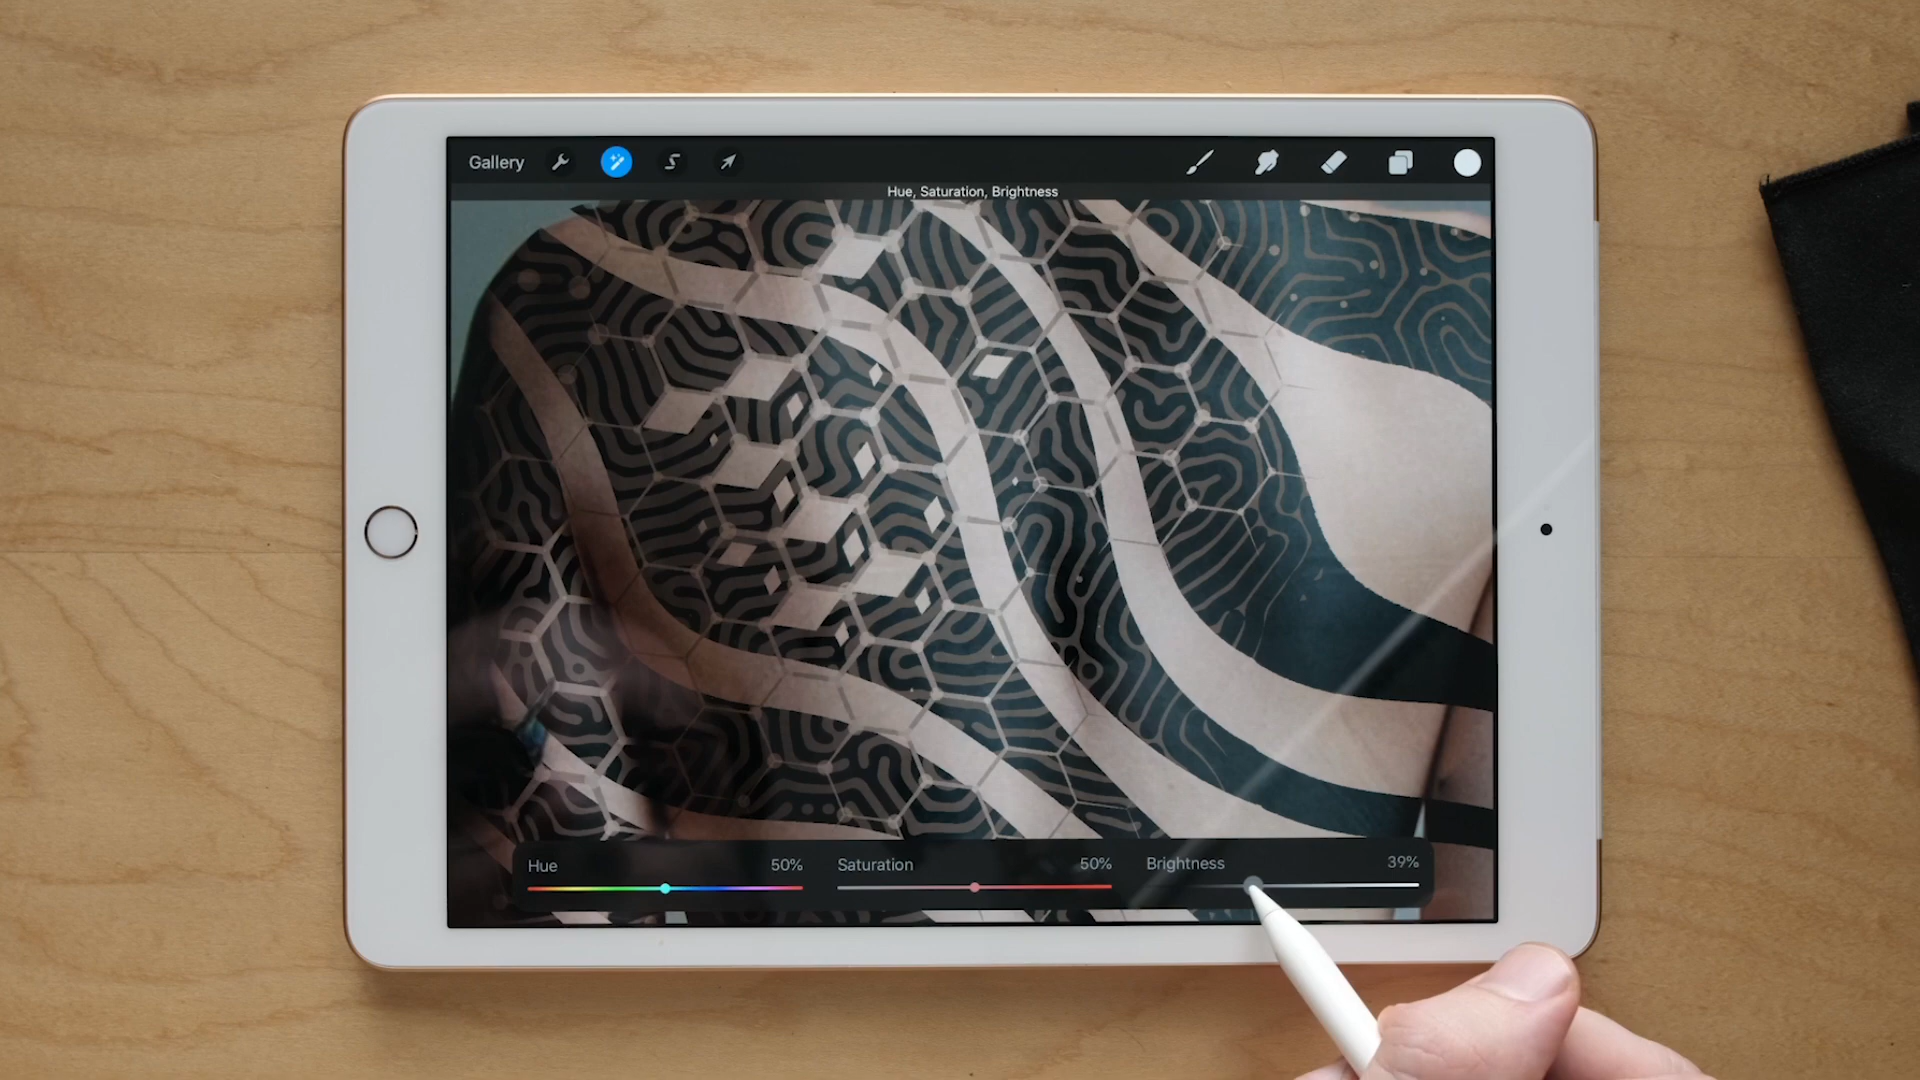 Gallery
Hue, Saturation, Brightness
Hue 50% Saturation 50% Brightness 39%